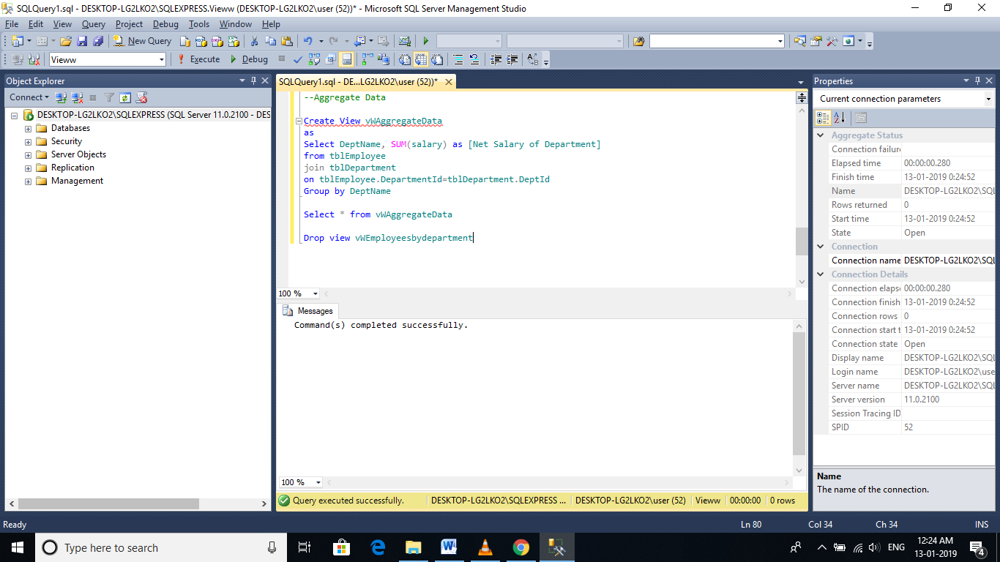 SQLQuery1.sql - DESKTOP-LG2LKO2\SQLEXPRESS.Vieww (DESKTOP-LG2LKO2\user (52))* - Microsoft SQL Server Management Studio
File Edit View Query Project Debug Tools Window Help
New Query
Vieww Execute Debug
Object Explorer
Connect
DESKTOP-LG2LKO2\SQLEXPRESS (SQL Server 11.0.2100 - DES
Databases
Security
Server Objects
Replication
Management
SQLQuery1.sql - DE...LG2LKO2\user (52))*
--Aggregate Data
Create View vWAggregateData
as
Select DeptName, SUM(salary) as [Net Salary of Department]
from tblEmployee
join tblDepartment
on tblEmployee.DepartmentId=tblDepartment.DeptId
Group by DeptName
Select * from vWAggregateData
Drop view vWEmployeesbydepartment
100 %
Messages
Command(s) completed successfully.
100 %
Query executed successfully. DESKTOP-LG2LKO2\SQLEXPRESS ... DESKTOP-LG2LKO2\user (52) Vieww 00:00:00 0 rows
Properties
Current connection parameters
Aggregate Status
Connection failure
Elapsed time 00:00:00.280
Finish time 13-01-2019 0:24:52
Name DESKTOP-LG2LKO2\SQL
Rows returned 0
Start time 13-01-2019 0:24:52
State Open
Connection
Connection name DESKTOP-LG2LKO2\SQL
Connection Details
Connection elaps 00:00:00.280
Connection finish 13-01-2019 0:24:52
Connection rows 0
Connection start t 13-01-2019 0:24:52
Connection state Open
Display name DESKTOP-LG2LKO2\SQL
Login name DESKTOP-LG2LKO2\use
Server name DESKTOP-LG2LKO2\SQL
Server version 11.0.2100
Session Tracing ID
SPID 52
Name
The name of the connection.
Ready Ln 80 Col 34 Ch 34 INS
Type here to search
ENG
12:24 AM
13-01-2019
4